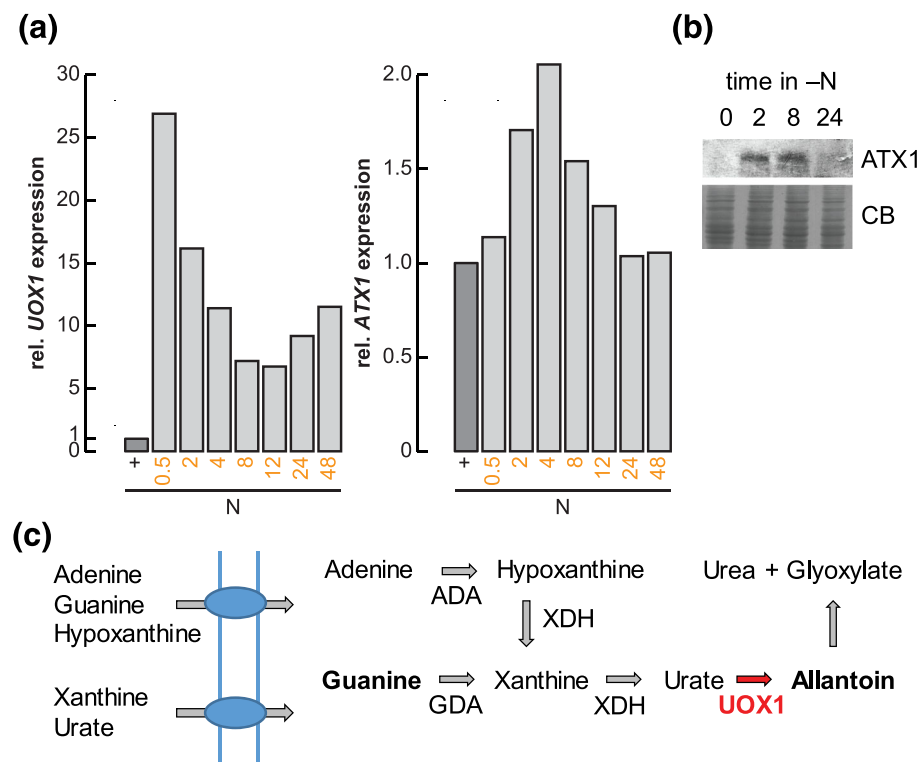 (a)
rel. UOX1 expression
30
25
20
15
10
5
1
0
+ 0.5 2 4 8 12 24 48
N
rel. ATX1 expression
2.0
1.5
1.0
0.5
0
+ 0.5 2 4 8 12 24 48
N
(b)
time in –N
0 2 8 24
ATX1
CB
(c)
Adenine
Guanine
Hypoxanthine
Xanthine
Urate
Adenine ADA Hypoxanthine
XDH
Urea + Glyoxylate
Guanine GDA Xanthine XDH Urate UOX1 Allantoin